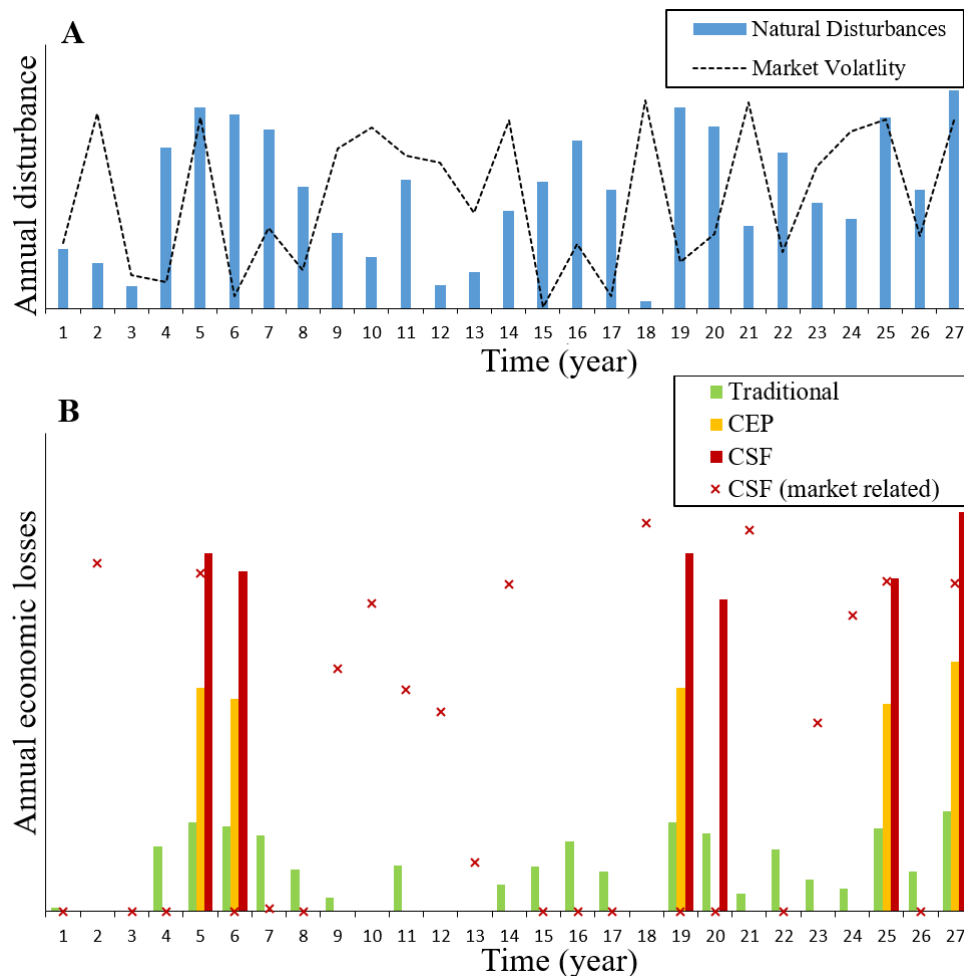 A
Natural Disturbances
Market Volatlity
Annual disturbance
1 2 3 4 5 6 7 8 9 10 11 12 13 14 15 16 17 18 19 20 21 22 23 24 25 26 27
Time (year)
B
Traditional
CEP
CSF
CSF (market related)
Annual economic losses
1 2 3 4 5 6 7 8 9 10 11 12 13 14 15 16 17 18 19 20 21 22 23 24 25 26 27
Time (year)